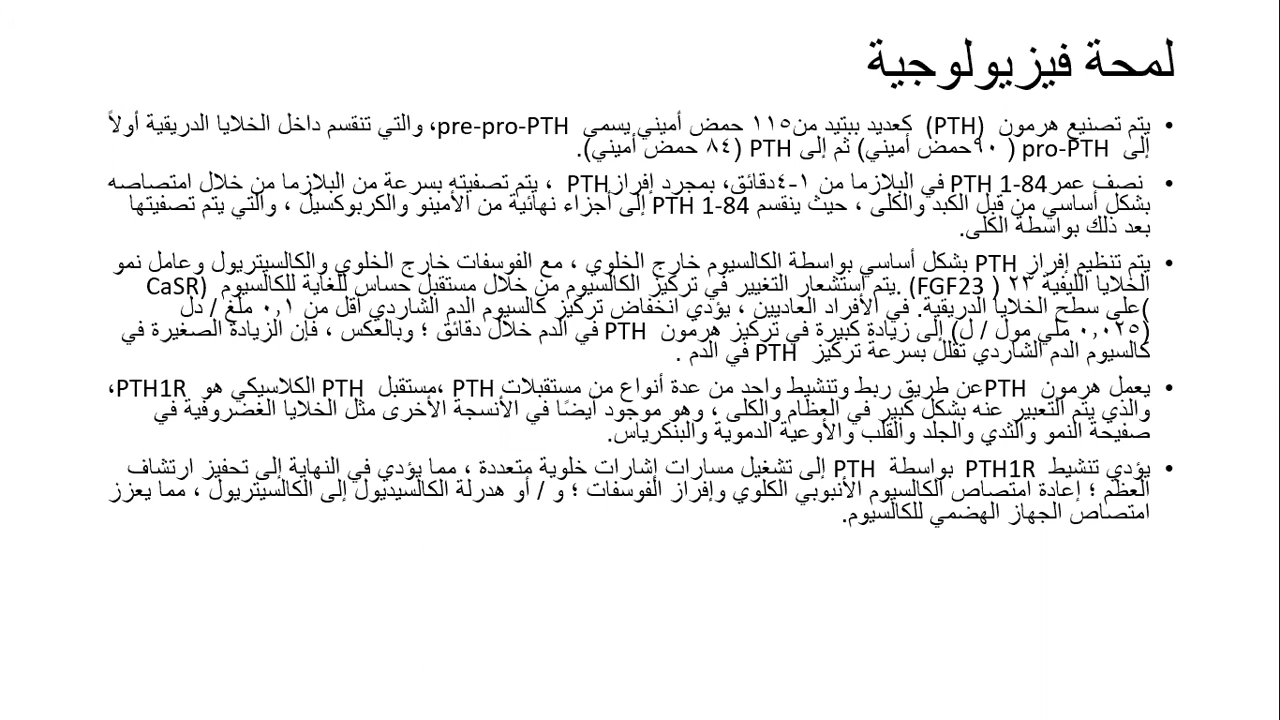 لمحة فيزيولوجية
• يتم تصنيع هرمون (PTH) كعديد ببتيد من١١٥ حمض أميني يسمى pre-pro-PTH، والتي تنقسم داخل الخلايا الدريقية أولاً
إلى pro-PTH ( ٩٠حمض أميني) ثم إلى PTH (٨٤ حمض أميني).
• نصف عمرPTH 1-84 في البلازما من ١-٤دقائق، بمجرد إفرازPTH ، يتم تصفيته بسرعة من البلازما من خلال امتصاصه
بشكل أساسي من قبل الكبد والكلى ، حيث ينقسم PTH 1-84 إلى أجزاء نهائية من الأمينو والكربوكسيل ، والتي يتم تصفيتها
بعد ذلك بواسطة الكلى.
• يتم تنظيم إفراز PTH بشكل أساسي بواسطة الكالسيوم خارج الخلوي ، مع الفوسفات خارج الخلوي والكالسيتريول وعامل نمو
الخلايا الليفية ٢٣ ( FGF23) .يتم استشعار التغيير في تركيز الكالسيوم من خلال مستقبل حساس للغاية للكالسيوم (CaSR
)على سطح الخلايا الدريقية. في الأفراد العاديين ، يؤدي انخفاض تركيز كالسيوم الدم الشاردي أقل من ٠,١ ملغ / دل
(٠,٠٢٥ ملي مول / ل) إلى زيادة كبيرة في تركيز هرمون PTH في الدم خلال دقائق ؛ وبالعكس ، فإن الزيادة الصغيرة في
كالسيوم الدم الشاردي تقلل بسرعة تركيز PTH في الدم .
• يعمل هرمون PTHعن طريق ربط وتنشيط واحد من عدة أنواع من مستقبلات PTH ،مستقبل PTH الكلاسيكي هو PTH1R،
والذي يتم التعبير عنه بشكل كبير في العظام والكلى ، وهو موجود أيضًا في الأنسجة الأخرى مثل الخلايا الغضروفية في
صفيحة النمو والثدي والجلد والقلب والأوعية الدموية والبنكرياس.
• يؤدي تنشيط PTH1R بواسطة PTH إلى تشغيل مسارات إشارات خلوية متعددة ، مما يؤدي في النهاية إلى تحفيز ارتشاف
العظم ؛ إعادة امتصاص الكالسيوم الأنبوبي الكلوي وإفراز الفوسفات ؛ و / أو هدرلة الكالسيديول إلى الكالسيتريول ، مما يعزز
امتصاص الجهاز الهضمي للكالسيوم.